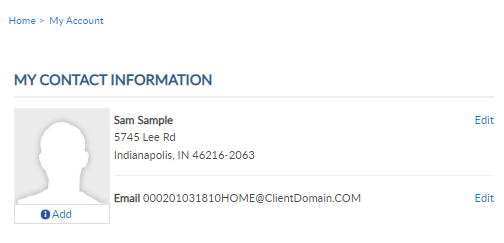 Home > My Account
MY CONTACT INFORMATION
Sam Sample Edit
5745 Lee Rd
Indianapolis, IN 46216-2063
Email 000201031810HOME@ClientDomain.COM Edit
Add